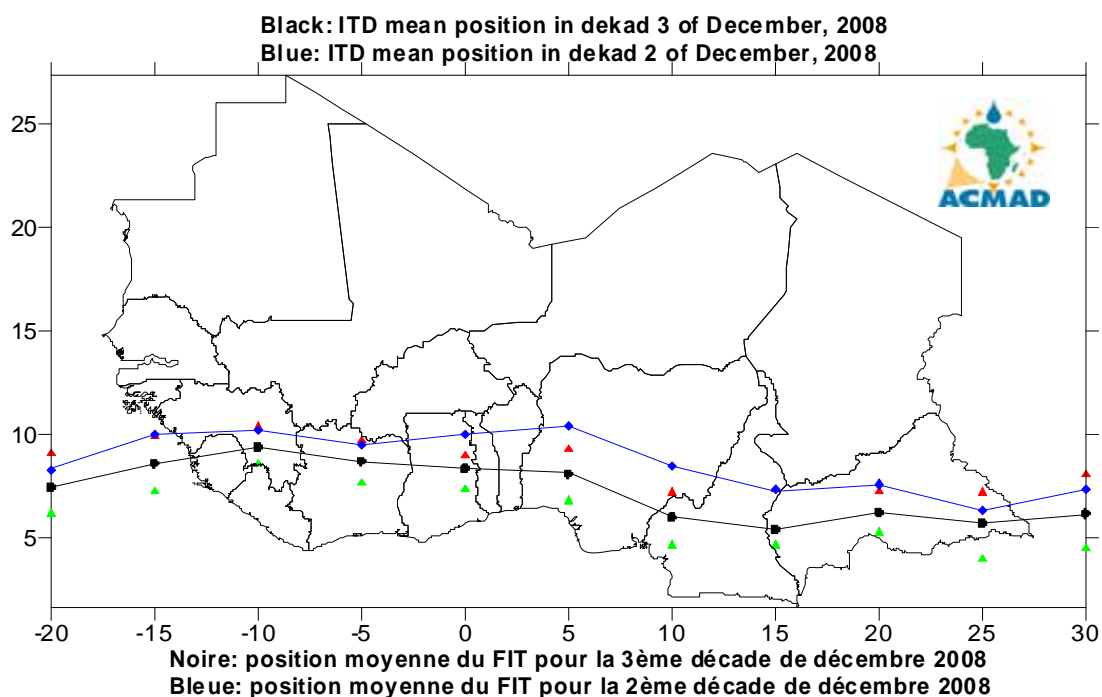 Black: ITD mean position in dekad 3 of December, 2008
Blue: ITD mean position in dekad 2 of December, 2008
25
20
15
10
5
ACMAD
-20 -15 -10 -5 0 5 10 15 20 25 30
Noire: position moyenne du FIT pour la 3ème décade de décembre 2008
Bleue: position moyenne du FIT pour la 2ème décade de décembre 2008